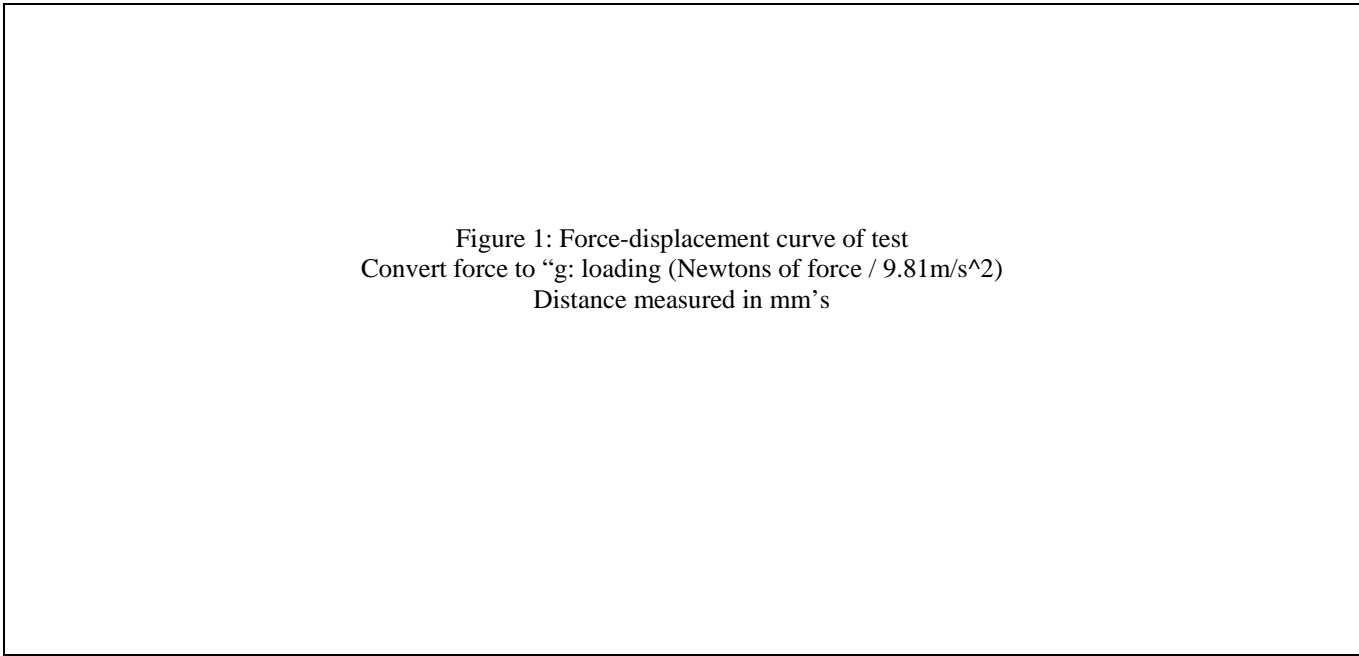 Figure 1: Force-displacement curve of test
Convert force to “g: loading (Newtons of force / 9.81m/s^2)
Distance measured in mm’s